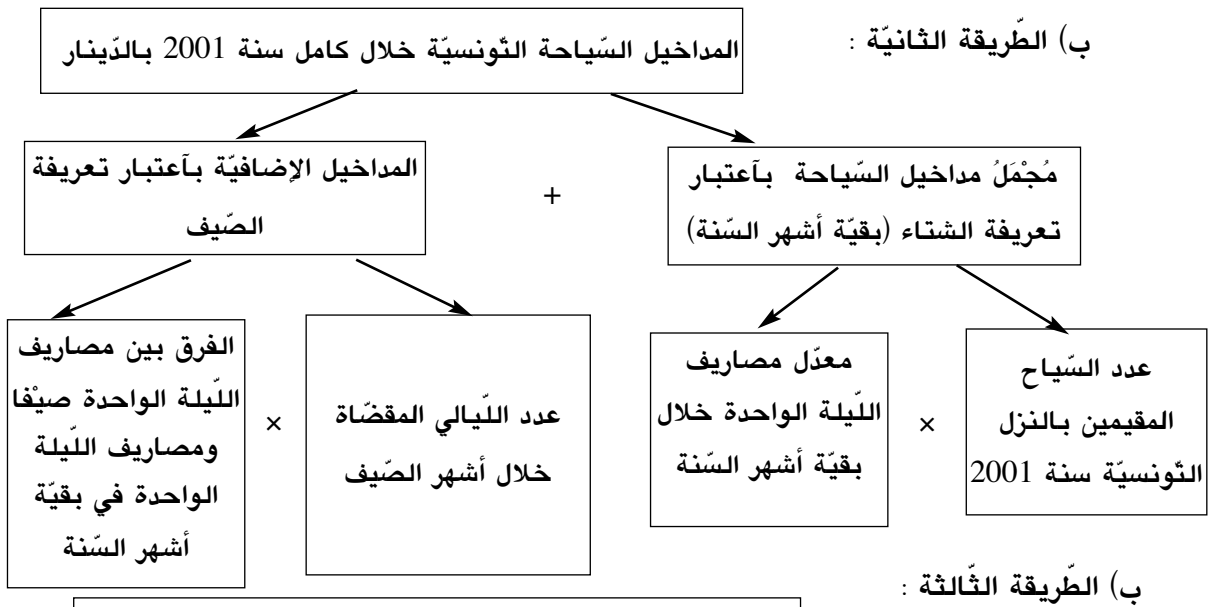 ب) الطّريقة الثّانيّة :
المداخيل السّياحة التّونسيّة خلال كامل سنة 2001 بالدّينار
مُجْمَلُ مداخيل السّياحة بآعتبار
تعريفة الشتاء (بقيّة أشهر السّنة)
+
المداخيل الإضافيّة بآعتبار تعريفة
الصّيف
عدد السّياح
المقيمين بالنزل
التّونسيّة سنة 2001
×
معدّل مصاريف
اللّيلة الواحدة خلال
بقيّة أشهر السّنة
عدد اللّيالي المقضّاة
خلال أشهر الصّيف
×
الفرق بين مصاريف
اللّيلة الواحدة صيْفا
ومصاريف اللّيلة
الواحدة في بقيّة
أشهر السّنة
ب) الطّريقة الثّالثة :